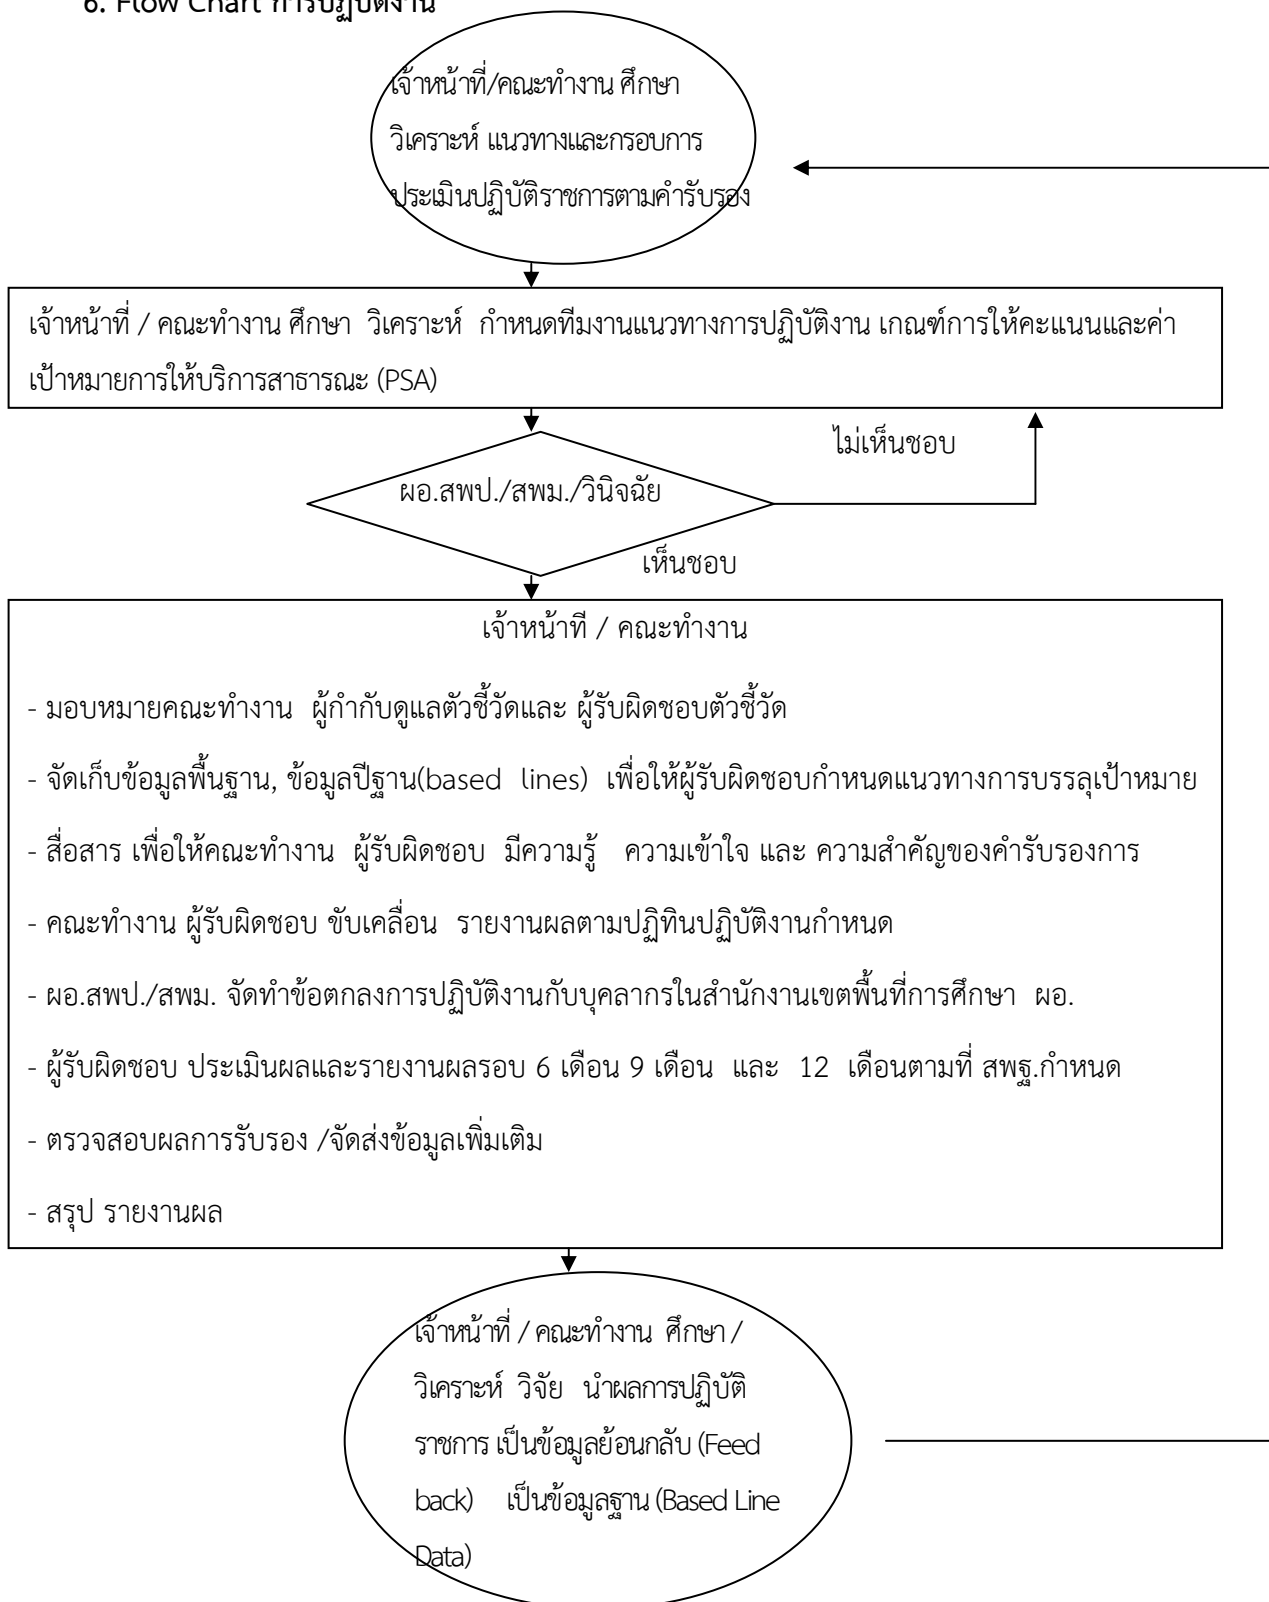 6. Flow Chart การปฏิบัติงาน
เจ้าหน้าที่/คณะทำงาน ศึกษา
วิเคราะห์ แนวทางและกรอบการ
ประเมินปฏิบัติราชการตามคำรับรอง
เจ้าหน้าที่ / คณะทำงาน ศึกษา วิเคราะห์ กำหนดทีมงานแนวทางการปฏิบัติงาน เกณฑ์การให้คะแนนและค่า
เป้าหมายการให้บริการสาธารณะ (PSA)
ไม่เห็นชอบ
ผอ.สพป./สพม./วินิจฉัย
เห็นชอบ
เจ้าหน้าที / คณะทำงาน
- มอบหมายคณะทำงาน ผู้กำกับดูแลตัวชี้วัดและ ผู้รับผิดชอบตัวชี้วัด
- จัดเก็บข้อมูลพื้นฐาน, ข้อมูลปีฐาน(based lines) เพื่อให้ผู้รับผิดชอบกำหนดแนวทางการบรรลุเป้าหมาย
- สื่อสาร เพื่อให้คณะทำงาน ผู้รับผิดชอบ มีความรู้ ความเข้าใจ และ ความสำคัญของคำรับรองการ
- คณะทำงาน ผู้รับผิดชอบ ขับเคลื่อน รายงานผลตามปฏิทินปฏิบัติงานกำหนด
- ผอ.สพป./สพม. จัดทำข้อตกลงการปฏิบัติงานกับบุคลากรในสำนักงานเขตพื้นที่การศึกษา ผอ.
- ผู้รับผิดชอบ ประเมินผลและรายงานผลรอบ 6 เดือน 9 เดือน และ 12 เดือนตามที่ สพฐ.กำหนด
- ตรวจสอบผลการรับรอง /จัดส่งข้อมูลเพิ่มเติม
- สรุป รายงานผล
เจ้าหน้าที่ / คณะทำงาน ศึกษา /
วิเคราะห์ วิจัย นำผลการปฏิบัติ
ราชการ เป็นข้อมูลย้อนกลับ (Feed
back) เป็นข้อมูลฐาน (Based Line
Data)